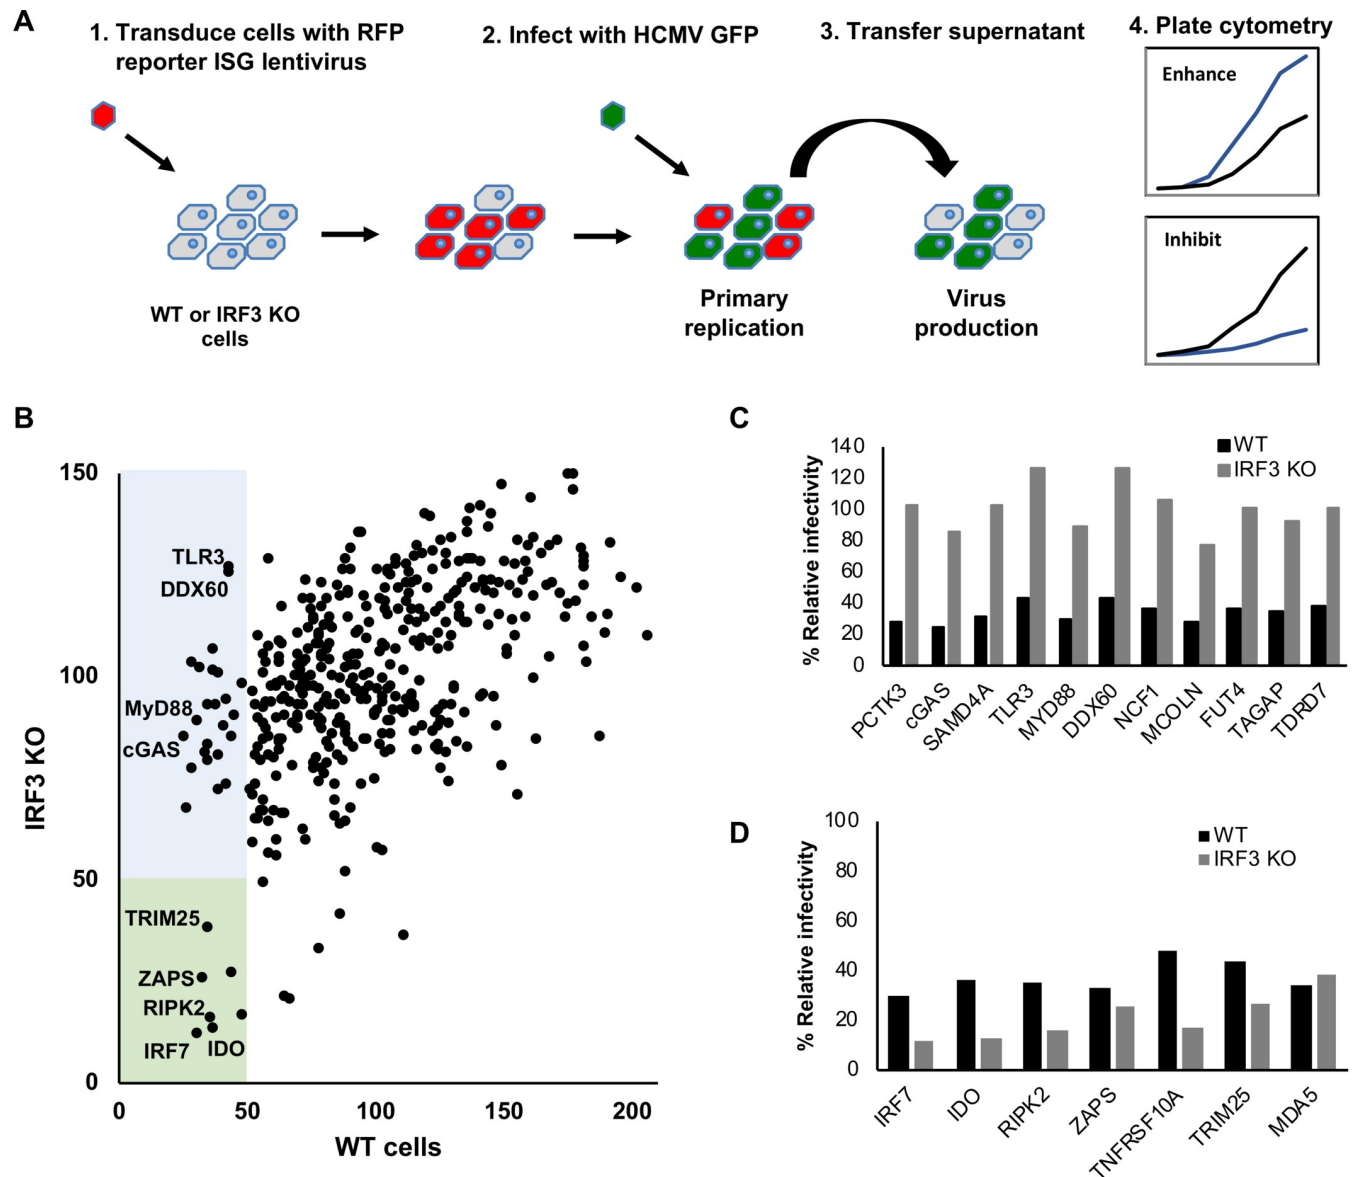 A
1. Transduce cells with RFP
reporter ISG lentivirus
2. Infect with HCMV GFP
3. Transfer supernatant
4. Plate cytometry
Enhance
Inhibit
WT or IRF3 KO
cells
Primary
replication
Virus
production
B
150
100
50
0
IRF3 KO
TLR3
DDX60
MyD88
cGAS
TRIM25
ZAPS
RIPK2
IRF7 IDO
0 50 100 150 200
WT cells
C
% Relative infectivity
140
120
100
80
60
40
20
0
WT
IRF3 KO
PCTK3 cGAS SAMD4A TLR3 MYD88 DDX60 NCF1 MCOLN FUT4 TAGAP TDRD7
D
% Relative infectivity
100
80
60
40
20
0
WT
IRF3 KO
IRF7 IDO RIPK2 ZAPS TNFRSF10A TRIM25 MDA5